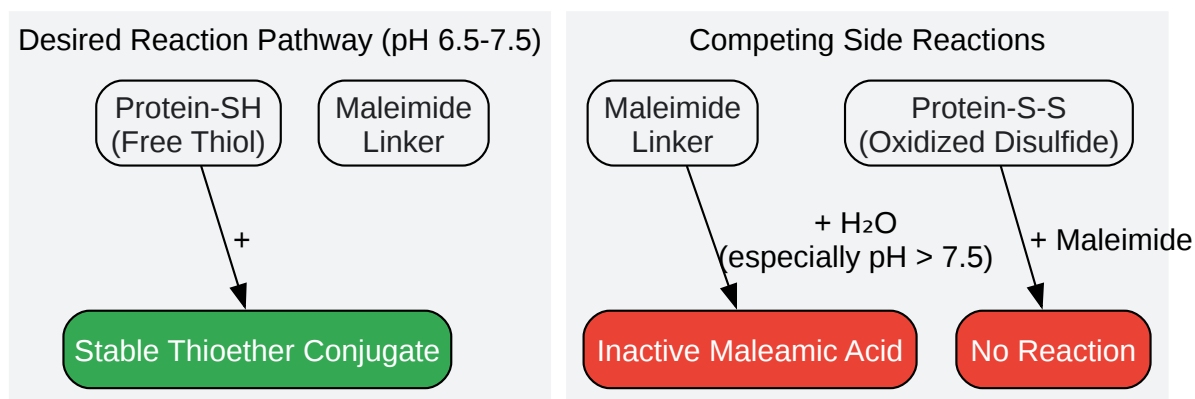 Desired Reaction Pathway (pH 6.5-7.5)
Protein-SH
(Free Thiol)
Maleimide
Linker
+
Stable Thioether Conjugate
Competing Side Reactions
Maleimide
Linker
Protein-S-S
(Oxidized Disulfide)
+ H₂O
(especially pH > 7.5)
+ Maleimide
Inactive Maleamic Acid
No Reaction